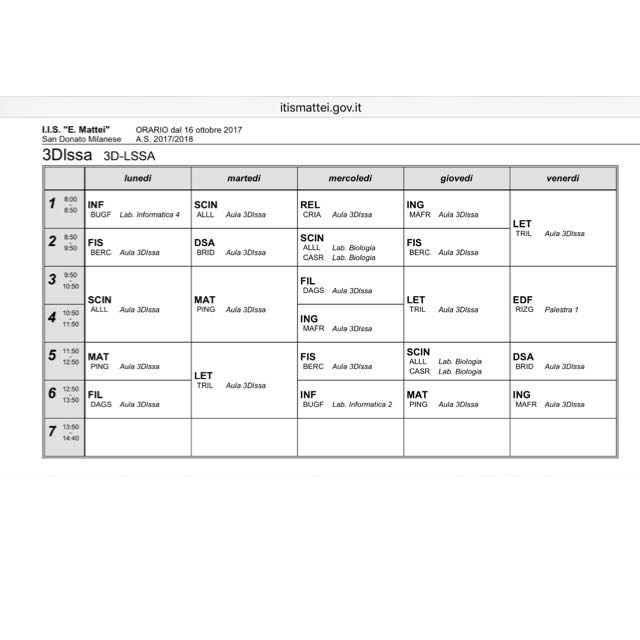 itismattei.gov.it
I.I.S. "E. Mattei" ORARIO dal 16 ottobre 2017
San Donato Milanese A.S. 2017/2018
3DIssa 3D-LSSA
lunedì martedì mercoledì giovedì venerdì
1 8:00 - 8:50
INF
BUGF Lab. Informatica 4
SCIN
ALLL Aula 3DIssa
REL
CRIA Aula 3DIssa
ING
MAFR Aula 3DIssa
LET
TRIL Aula 3DIssa
2 8:50 - 9:50
FIS
BERC Aula 3DIssa
DSA
BRID Aula 3DIssa
SCIN
ALLL Lab. Biologia
CASR Lab. Biologia
FIS
BERC Aula 3DIssa
3 9:50 - 10:50
SCIN
ALLL Aula 3DIssa
MAT
PING Aula 3DIssa
FIL
DAGS Aula 3DIssa
LET
TRIL Aula 3DIssa
EDF
RIZG Palestra 1
4 10:50 - 11:50
ING
MAFR Aula 3DIssa
5 11:50 - 12:50
MAT
PING Aula 3DIssa
LET
TRIL Aula 3DIssa
FIS
BERC Aula 3DIssa
SCIN
ALLL Lab. Biologia
CASR Lab. Biologia
DSA
BRID Aula 3DIssa
6 12:50 - 13:50
FIL
DAGS Aula 3DIssa
INF
BUGF Lab. Informatica 2
MAT
PING Aula 3DIssa
ING
MAFR Aula 3DIssa
7 13:50 - 14:40